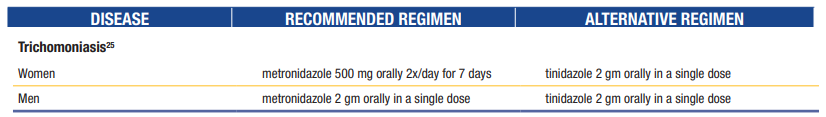 DISEASE RECOMMENDED REGIMEN ALTERNATIVE REGIMEN
Trichomoniasis25
Women metronidazole 500 mg orally 2x/day for 7 days tinidazole 2 gm orally in a single dose
Men metronidazole 2 gm orally in a single dose tinidazole 2 gm orally in a single dose